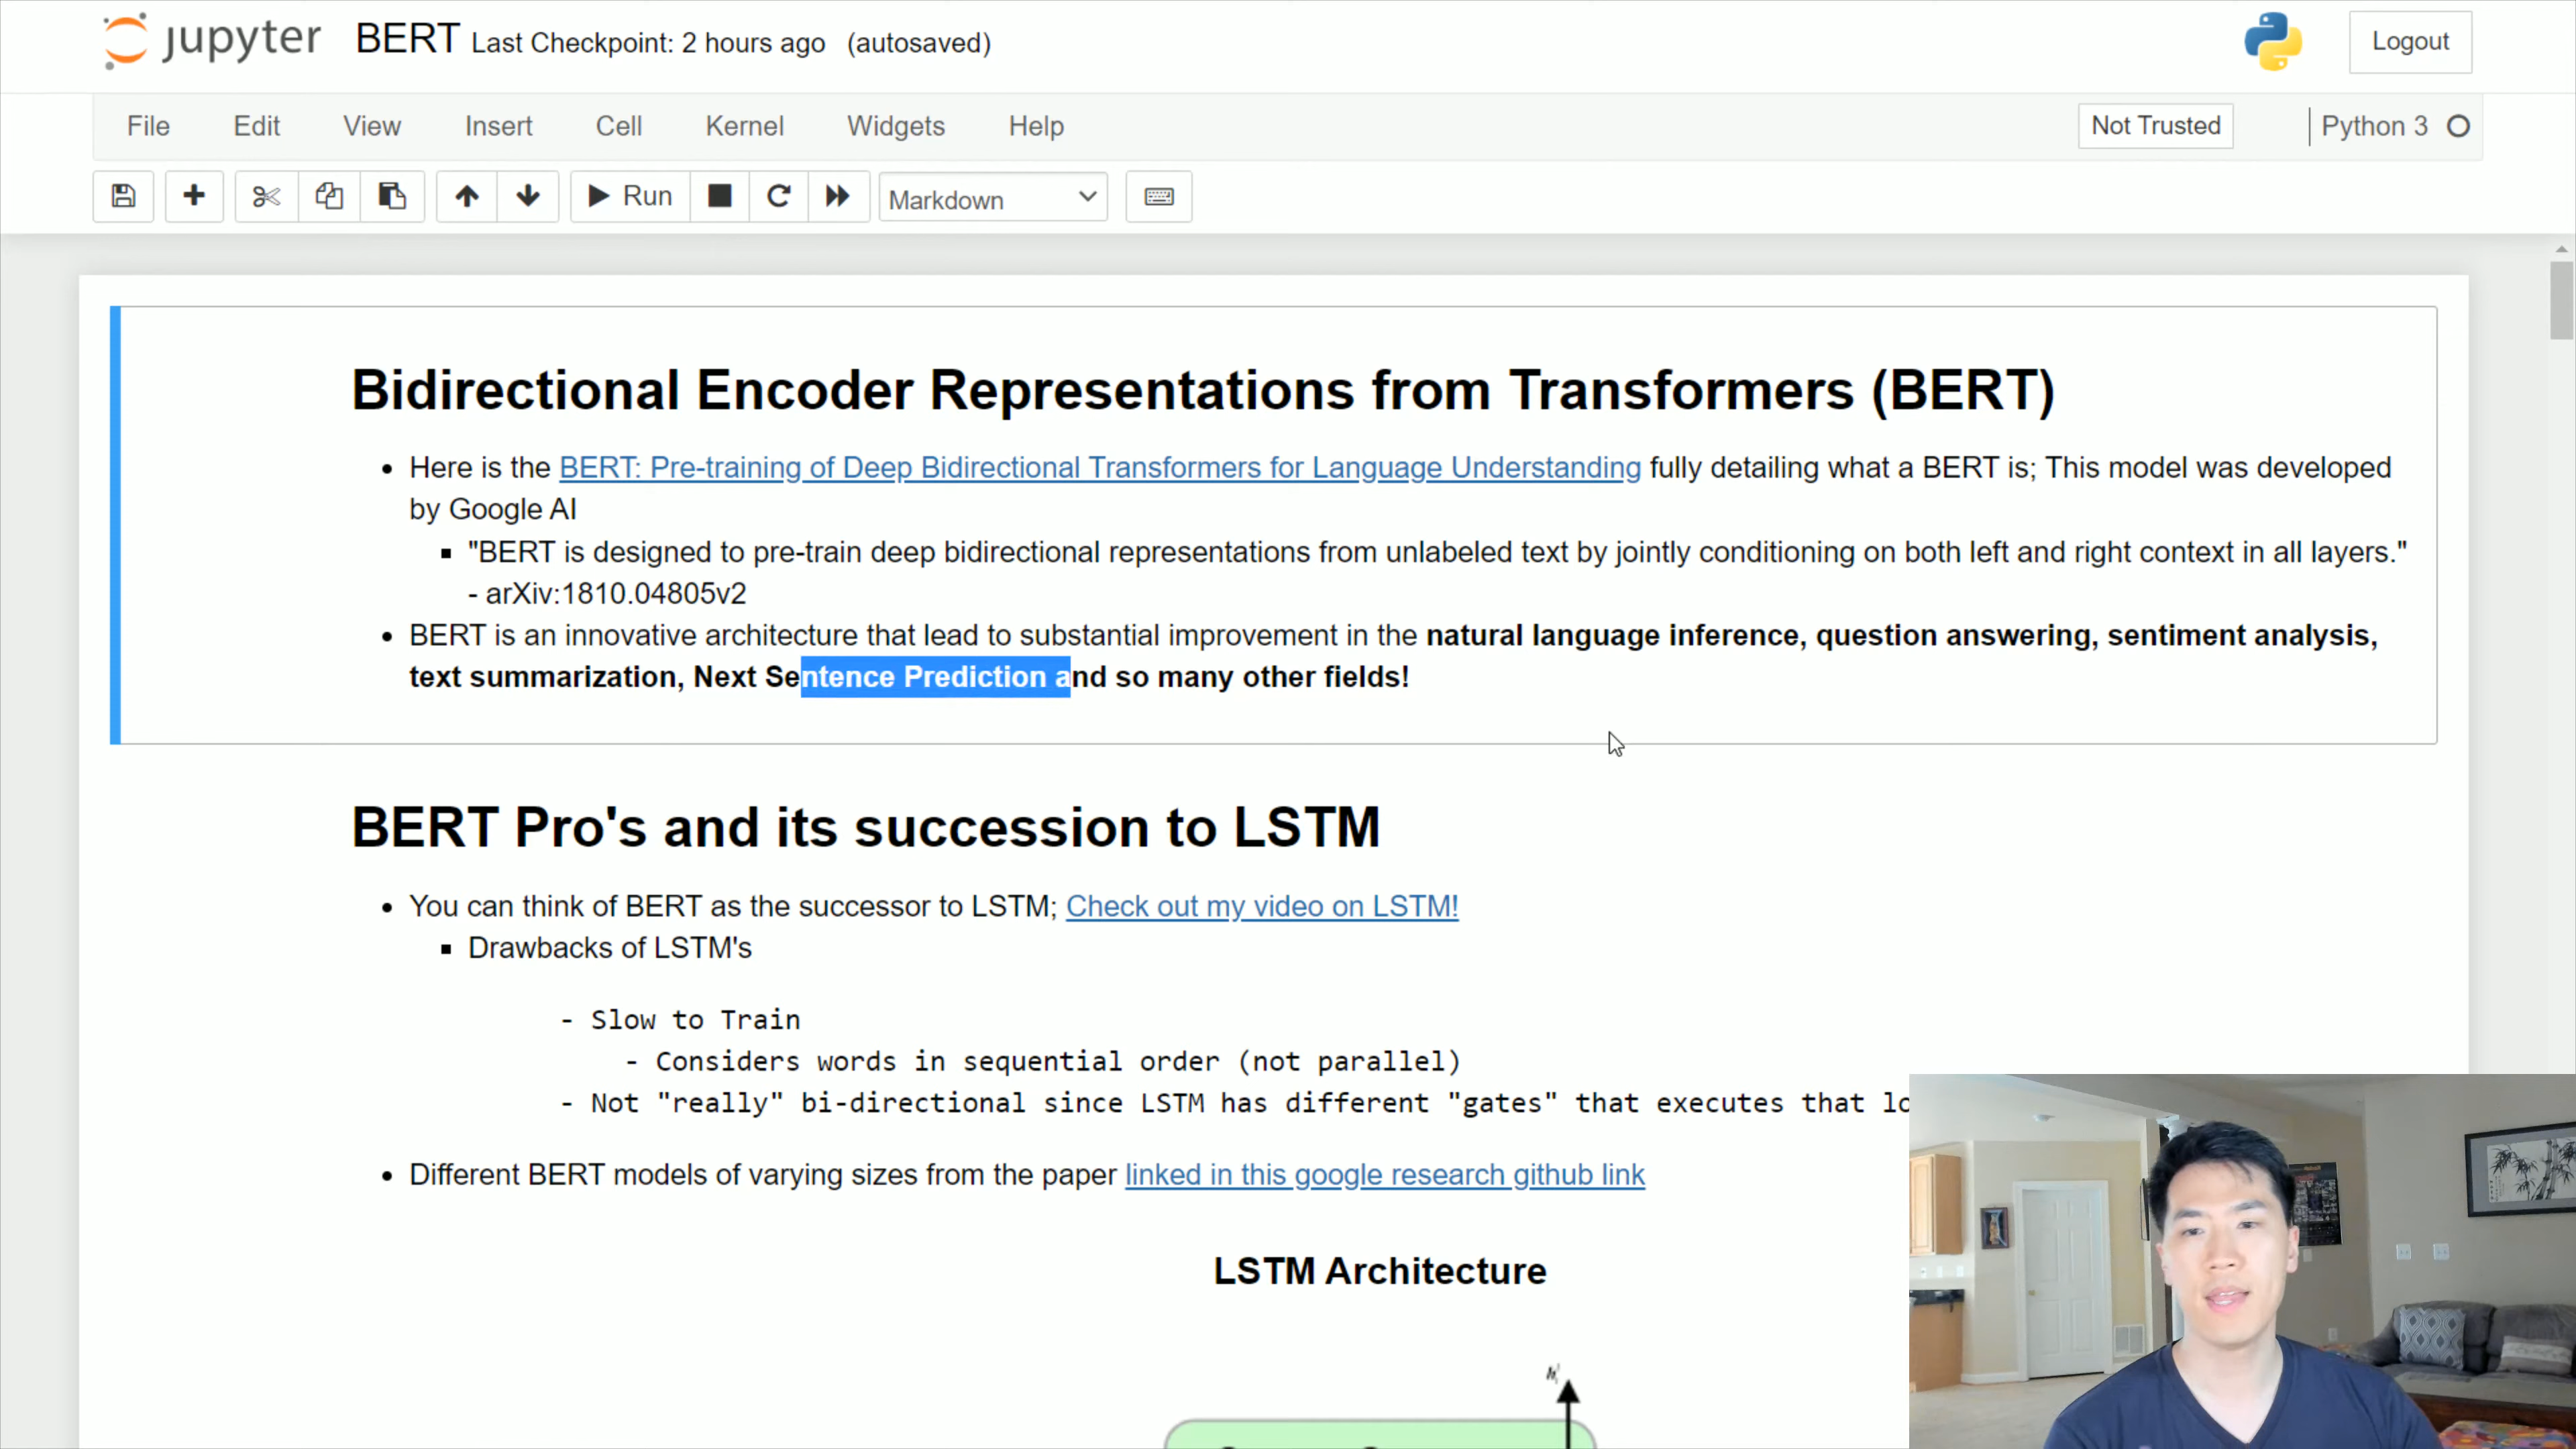 jupyter BERT Last Checkpoint: 2 hours ago (autosaved) Logout
File Edit View Insert Cell Kernel Widgets Help Not Trusted Python 3
Run Markdown
Bidirectional Encoder Representations from Transformers (BERT)
Here is the BERT: Pre-training of Deep Bidirectional Transformers for Language Understanding fully detailing what a BERT is; This model was developed
by Google AI
"BERT is designed to pre-train deep bidirectional representations from unlabeled text by jointly conditioning on both left and right context in all layers."
- arXiv:1810.04805v2
BERT is an innovative architecture that lead to substantial improvement in the natural language inference, question answering, sentiment analysis,
text summarization, Next Sentence Prediction and so many other fields!
BERT Pro's and its succession to LSTM
You can think of BERT as the successor to LSTM; Check out my video on LSTM!
Drawbacks of LSTM's
- Slow to Train
- Considers words in sequential order (not parallel)
- Not "really" bi-directional since LSTM has different "gates" that executes that lo
Different BERT models of varying sizes from the paper linked in this google research github link
LSTM Architecture